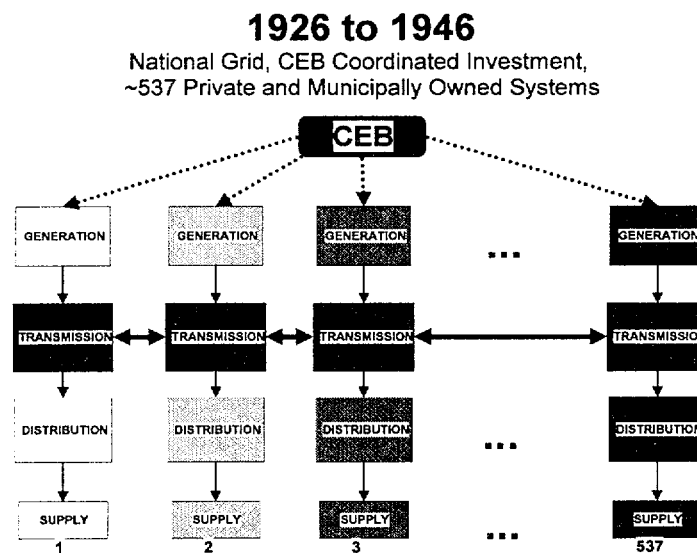 1926 to 1946
National Grid, CEB Coordinated Investment,
~537 Private and Municipally Owned Systems
CEB
GENERATION GENERATION GENERATION ... GENERATION
TRANSMISSION TRANSMISSION TRANSMISSION TRANSMISSION
DISTRIBUTION DISTRIBUTION DISTRIBUTION ... DISTRIBUTION
SUPPLY SUPPLY SUPPLY ... SUPPLY
1 2 3 537